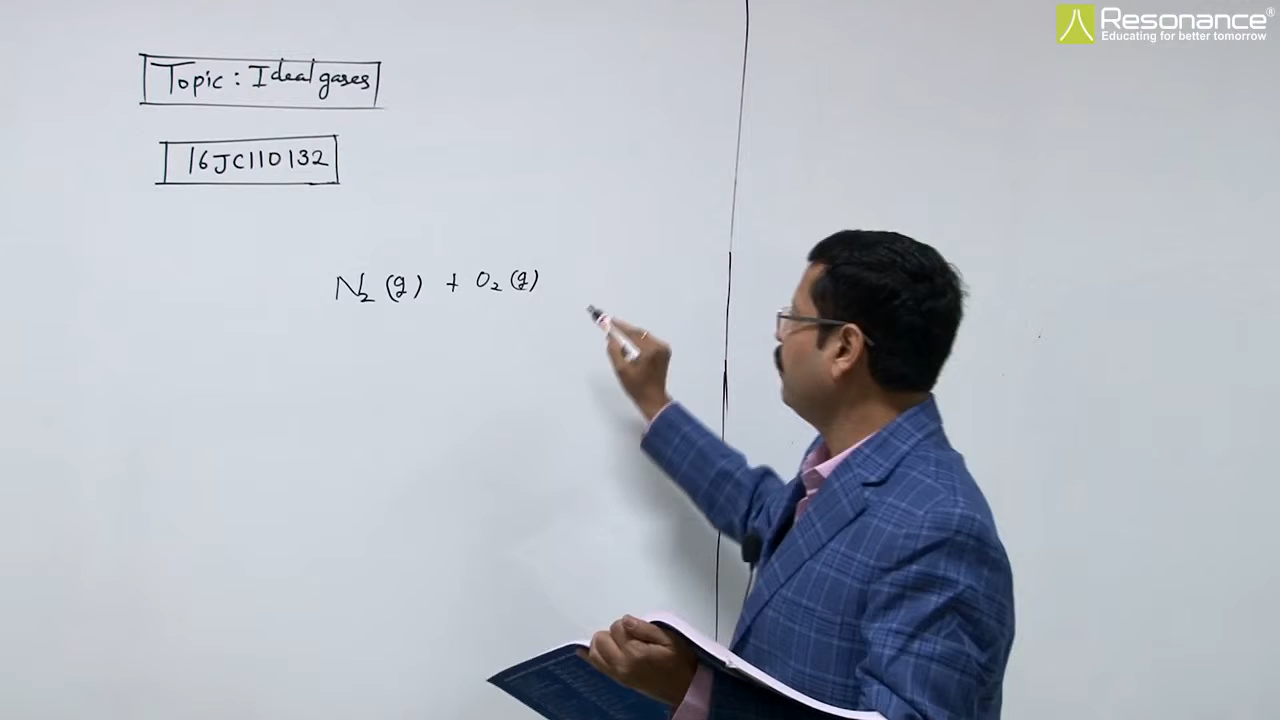 Resonance®
Educating for better tomorrow
Topic : Ideal gases
16JC110132
N₂ (g) + O₂ (g)